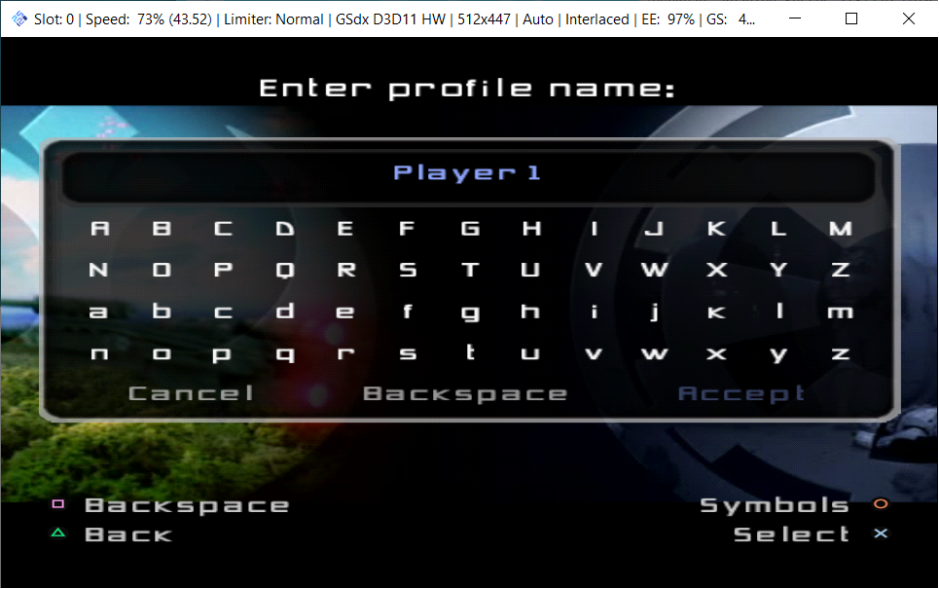 Slot: 0 | Speed: 73% (43.52) | Limiter: Normal | GSdx D3D11 HW | 512x447 | Auto | Interlaced | EE: 97% | GS: 4...
Enter profile name:
Player 1
A B C D E F G H I J K L M
N O P Q R S T U V W X Y Z
a b c d e f g h i j k l m
n o p q r s t u v w x y z
Cancel Backspace Accept
Backspace Symbols
Back Select